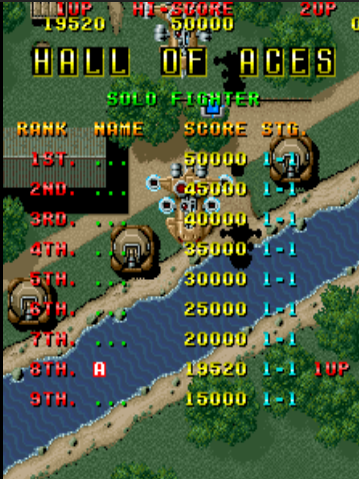 1UP HI-SCORE 2UP
19520 50000 0
HALL OF ACES
SOLO FIGHTER
RANK NAME SCORE STG.
1ST. ... 50000 1-1
2ND. ... 45000 1-1
3RD. ... 40000 1-1
4TH. ... 35000 1-1
5TH. ... 30000 1-1
6TH. ... 25000 1-1
7TH. ... 20000 1-1
8TH. A 19520 1-1 1UP
9TH. ... 15000 1-1